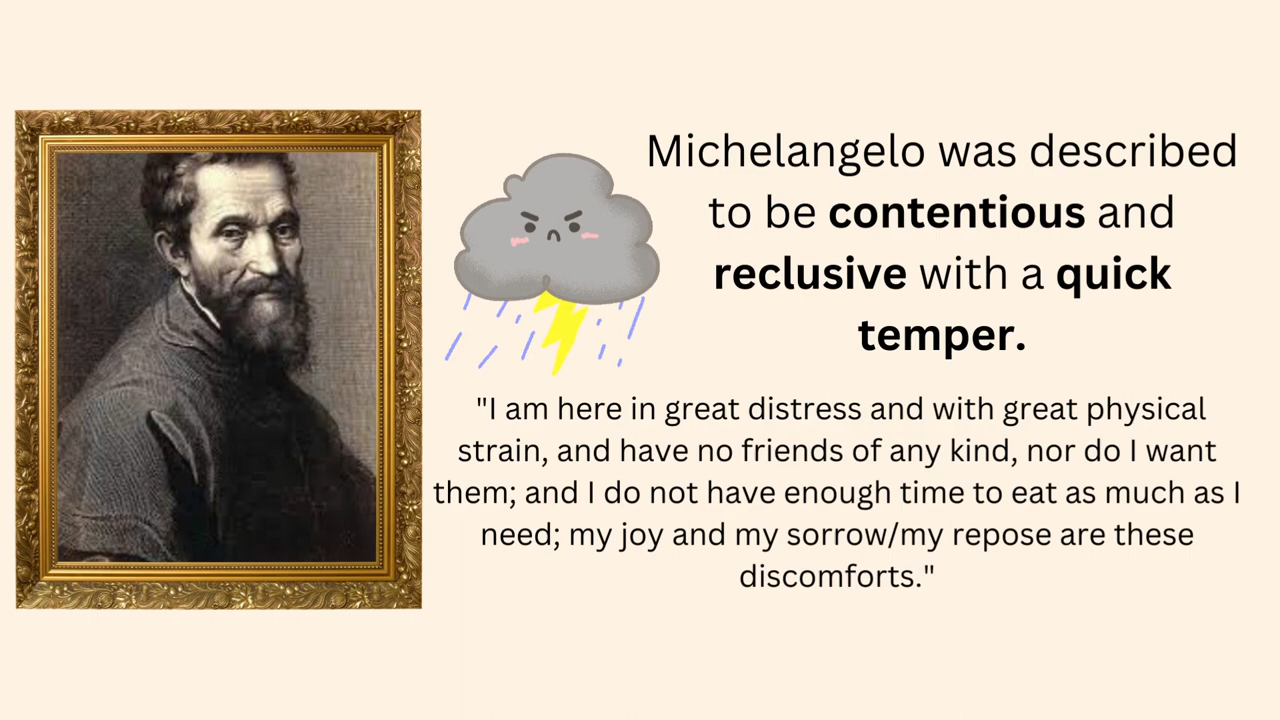 Michelangelo was described
to be contentious and
reclusive with a quick
temper.
"I am here in great distress and with great physical
strain, and have no friends of any kind, nor do I want
them; and I do not have enough time to eat as much as I
need; my joy and my sorrow/my repose are these
discomforts."